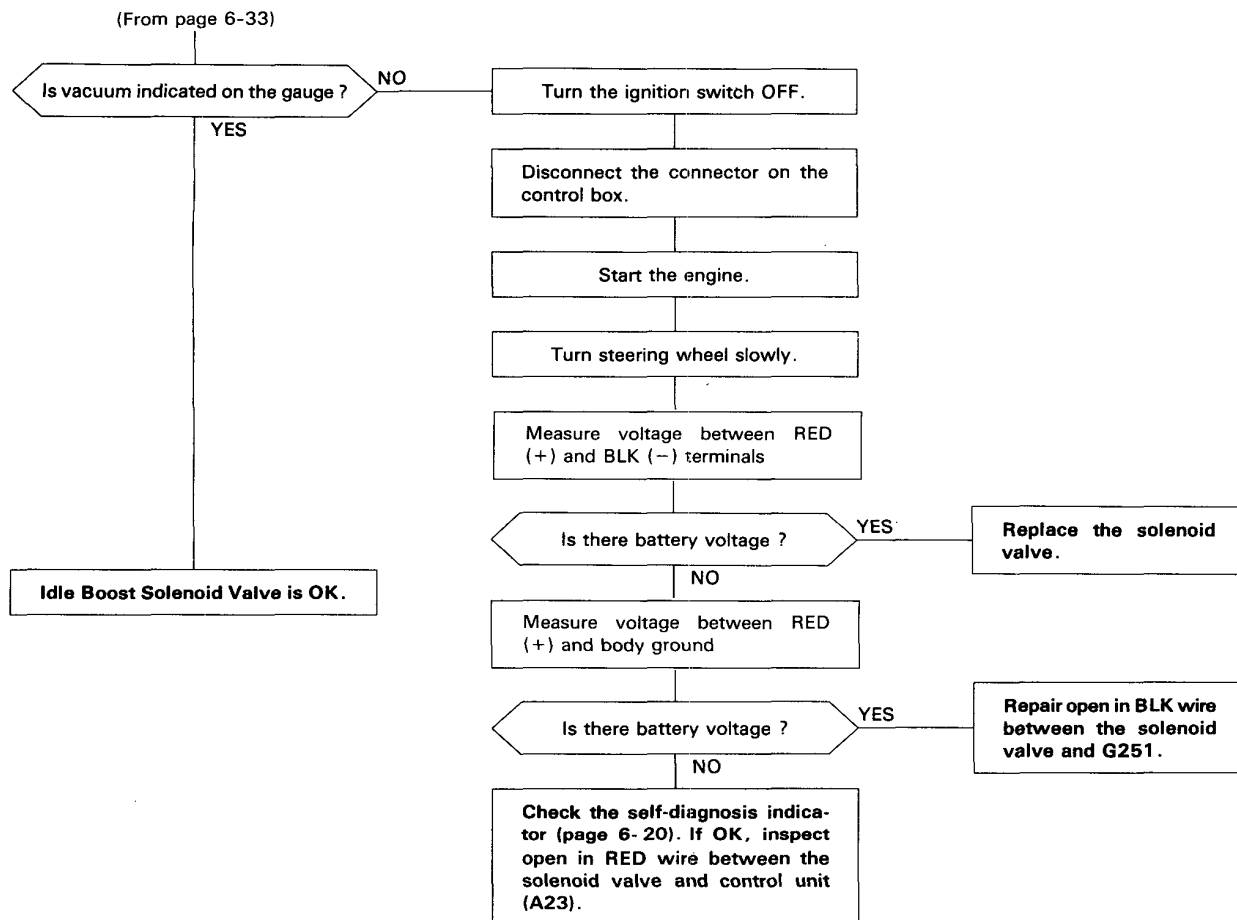 (From page 6-33)
Is vacuum indicated on the gauge ?
NO
YES
Turn the ignition switch OFF.
Disconnect the connector on the
control box.
Start the engine.
Turn steering wheel slowly.
Measure voltage between RED
(+) and BLK (−) terminals
Is there battery voltage ?
YES
Replace the solenoid
valve.
NO
Idle Boost Solenoid Valve is OK.
Measure voltage between RED
(+) and body ground
Is there battery voltage ?
YES
Repair open in BLK wire
between the solenoid
valve and G251.
NO
Check the self-diagnosis indica-
tor (page 6-20). If OK, inspect
open in RED wire between the
solenoid valve and control unit
(A23).